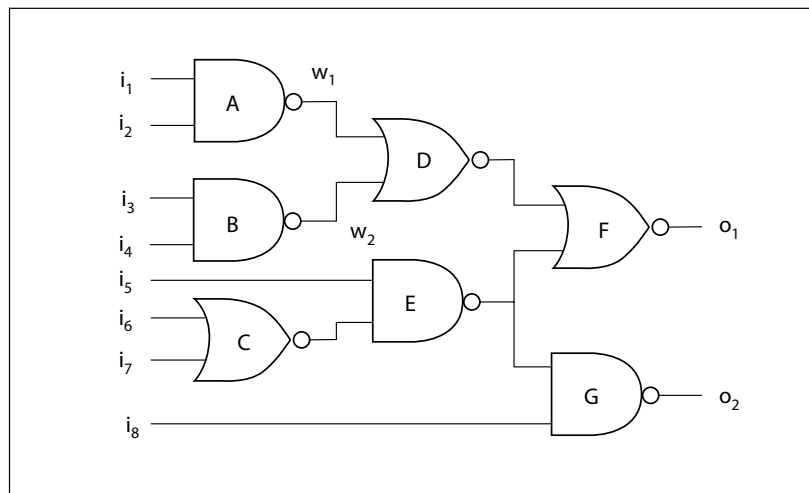 i₁
w₁
A
i₂
D
i₃
B
F
o₁
i₄
w₂
i₅
E
i₆
C
i₇
G
o₂
i₈